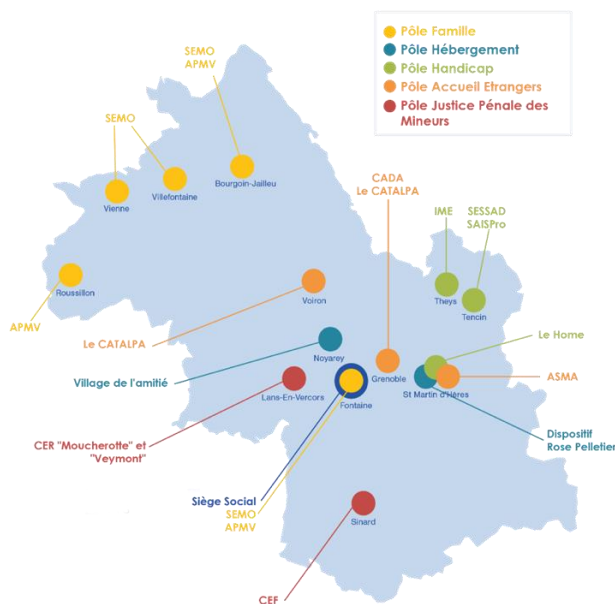 Pôle Famille
Pôle Hébergement
Pôle Handicap
Pôle Accueil Etrangers
Pôle Justice Pénale des
Mineurs
SEMO
APMV
SEMO
Bourgoin-Jailleu
Villefontaine
Vienne
CADA
Le CATALPA
IME
SESSAD
SAISPro
Roussillon
Voiron
Theys
Tencin
APMV
Le CATALPA
Le Home
Noyarey
Village de l'amitié
Grenoble
ASMA
Lans-En-Vercors
Fontaine
St Martin d'Hères
CER "Moucherotte" et
"Veymont"
Dispositif
Rose Pelletier
Siège Social
SEMO
APMV
Sinard
CEF